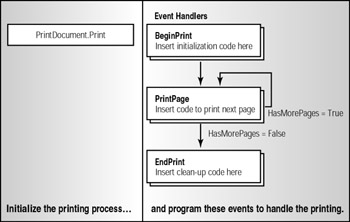 PrintDocument.Print
Event Handlers
BeginPrint
Insert initialization code here
PrintPage
Insert code to print next page
HasMorePages = True
HasMorePages = False
EndPrint
Insert clean-up code here
Initialize the printing process…
and program these events to handle the printing.